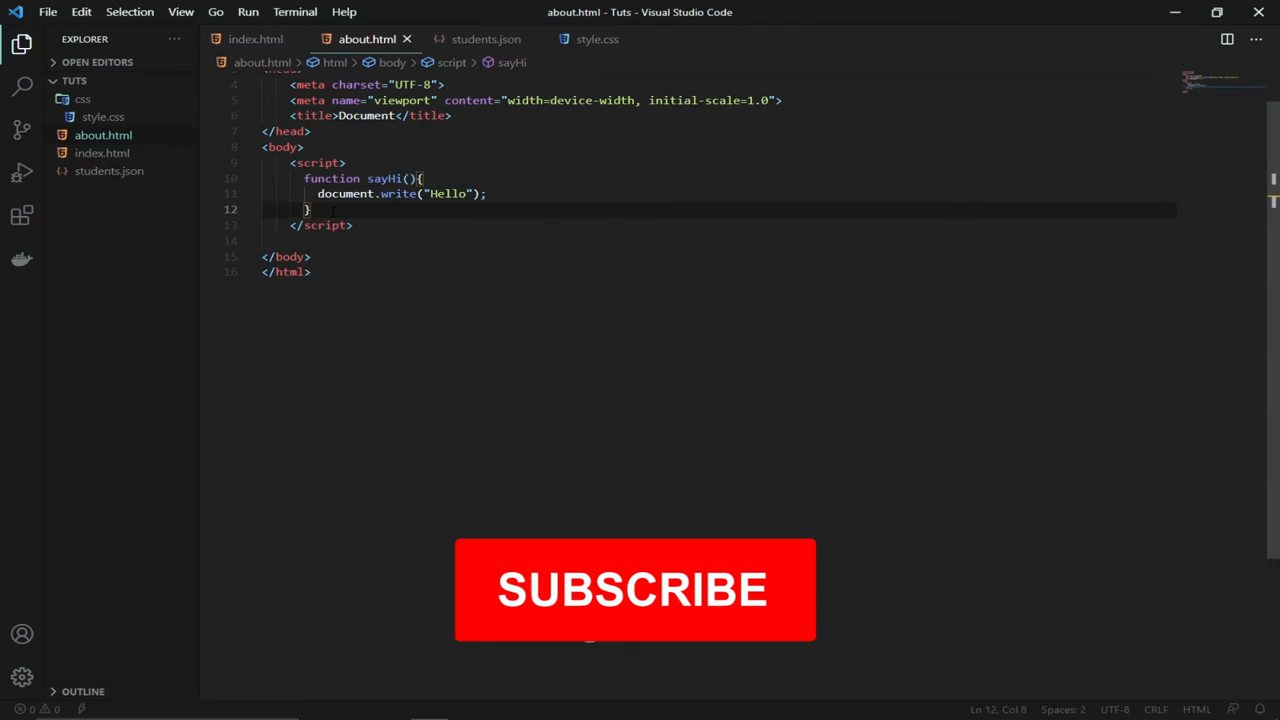 File Edit Selection View Go Run Terminal Help about.html - Tuts - Visual Studio Code
EXPLORER
OPEN EDITORS
TUTS
css
style.css
about.html
index.html
students.json
OUTLINE
index.html about.html students.json style.css
about.html > html > body > script > sayHi
4 <meta charset="UTF-8">
5 <meta name="viewport" content="width=device-width, initial-scale=1.0">
6 <title>Document</title>
7 </head>
8 <body>
9 <script>
10 function sayHi(){
11 document.write("Hello");
12 }
13 </script>
14
15 </body>
16 </html>
SUBSCRIBE
0 0 Ln 12, Col 8 Spaces: 2 UTF-8 CRLF HTML